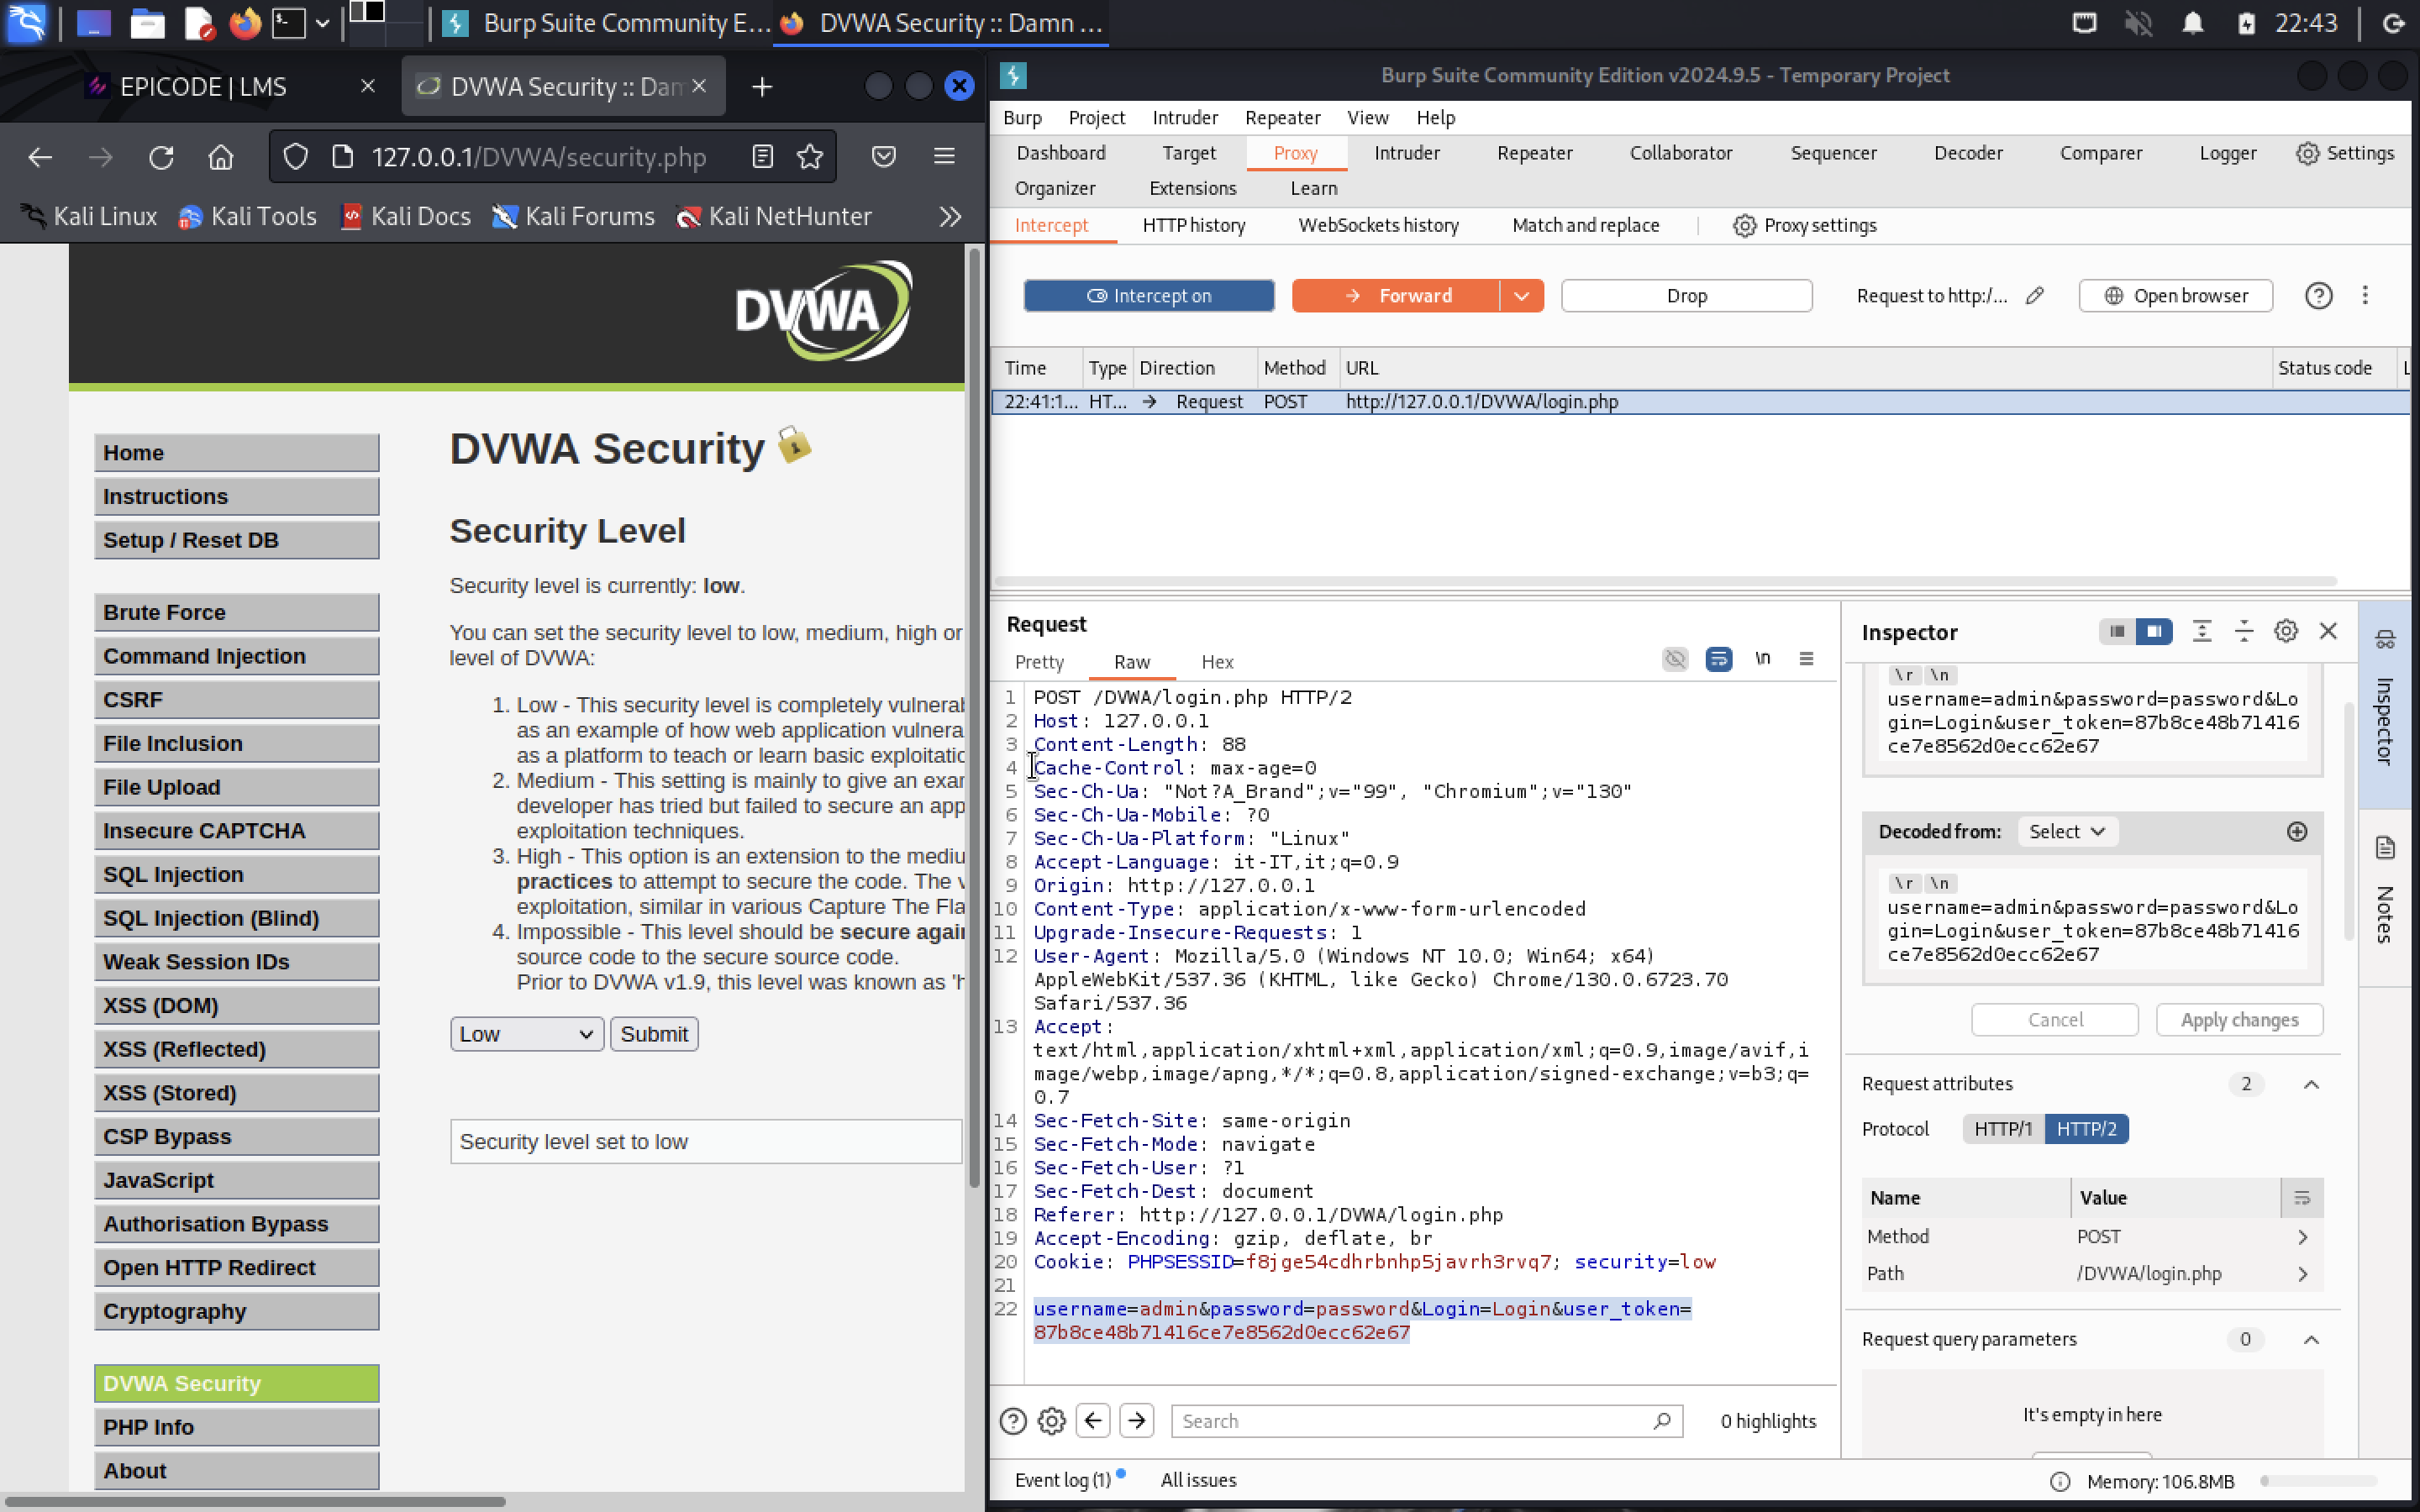 Burp Suite Community E...
DVWA Security :: Damn ...
22:43
EPICODE | LMS
DVWA Security :: Dam
127.0.0.1/DVWA/security.php
Kali Linux
Kali Tools
Kali Docs
Kali Forums
Kali NetHunter
DVWA
Home
Instructions
Setup / Reset DB
Brute Force
Command Injection
CSRF
File Inclusion
File Upload
Insecure CAPTCHA
SQL Injection
SQL Injection (Blind)
Weak Session IDs
XSS (DOM)
XSS (Reflected)
XSS (Stored)
CSP Bypass
JavaScript
Authorisation Bypass
Open HTTP Redirect
Cryptography
DVWA Security
PHP Info
About
DVWA Security
Security Level
Security level is currently: low.
You can set the security level to low, medium, high or
level of DVWA:
1. Low - This security level is completely vulnera
as an example of how web application vulnera
as a platform to teach or learn basic exploitatio
2. Medium - This setting is mainly to give an exa
developer has tried but failed to secure an app
exploitation techniques.
3. High - This option is an extension to the mediu
practices to attempt to secure the code. The v
exploitation, similar in various Capture The Fla
4. Impossible - This level should be secure agai
source code to the secure source code.
Prior to DVWA v1.9, this level was known as 'h
Low
Submit
Security level set to low
Burp Suite Community Edition v2024.9.5 - Temporary Project
Burp Project Intruder Repeater View Help
Dashboard Target Proxy Intruder Repeater Collaborator Sequencer Decoder Comparer Logger Settings
Organizer Extensions Learn
Intercept HTTP history WebSockets history Match and replace Proxy settings
Intercept on Forward Drop Request to http:/... Open browser
Time Type Direction Method URL Status code L
22:41:1... HT... → Request POST http://127.0.0.1/DVWA/login.php
Request
Pretty Raw Hex \n
1 POST /DVWA/login.php HTTP/2
2 Host: 127.0.0.1
3 Content-Length: 88
4 Cache-Control: max-age=0
5 Sec-Ch-Ua: "Not?A_Brand";v="99", "Chromium";v="130"
6 Sec-Ch-Ua-Mobile: ?0
7 Sec-Ch-Ua-Platform: "Linux"
8 Accept-Language: it-IT,it;q=0.9
9 Origin: http://127.0.0.1
10 Content-Type: application/x-www-form-urlencoded
11 Upgrade-Insecure-Requests: 1
12 User-Agent: Mozilla/5.0 (Windows NT 10.0; Win64; x64)
AppleWebKit/537.36 (KHTML, like Gecko) Chrome/130.0.6723.70
Safari/537.36
13 Accept:
text/html,application/xhtml+xml,application/xml;q=0.9,image/avif,i
mage/webp,image/apng,*/*;q=0.8,application/signed-exchange;v=b3;q=
0.7
14 Sec-Fetch-Site: same-origin
15 Sec-Fetch-Mode: navigate
16 Sec-Fetch-User: ?1
17 Sec-Fetch-Dest: document
18 Referer: http://127.0.0.1/DVWA/login.php
19 Accept-Encoding: gzip, deflate, br
20 Cookie: PHPSESSID=f8jge54cdhrbnhp5javrh3rvq7; security=low
21
22 username=admin&password=password&Login=Login&user_token=
87b8ce48b71416ce7e8562d0ecc62e67
Search
0 highlights
Inspector
\r \n
username=admin&password=password&Lo
gin=Login&user_token=87b8ce48b71416
ce7e8562d0ecc62e67
Decoded from: Select
\r \n
username=admin&password=password&Lo
gin=Login&user_token=87b8ce48b71416
ce7e8562d0ecc62e67
Cancel Apply changes
Request attributes 2
Protocol HTTP/1 HTTP/2
Name Value
Method POST
Path /DVWA/login.php
Request query parameters 0
It's empty in here
Inspector
Notes
Event log (1) All issues
Memory: 106.8MB